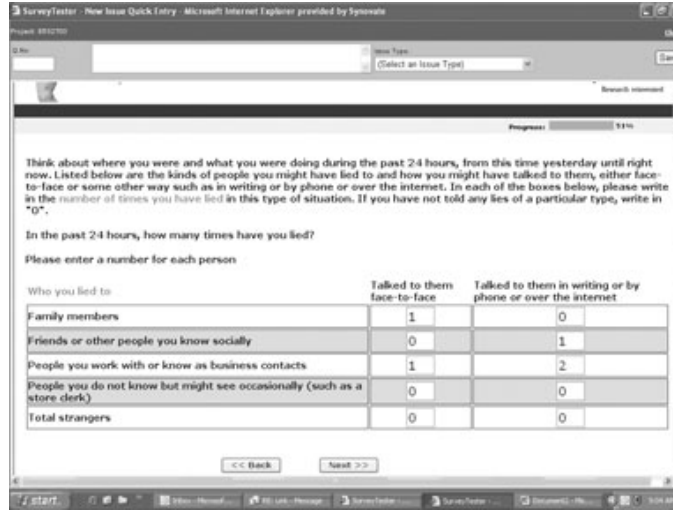 SurveyTester - New Issue Quick Entry - Microsoft Internet Explorer provided by Synovate
Issue Type
(Select an Issue Type)
Progress: 51%
Think about where you were and what you were doing during the past 24 hours, from this time yesterday until right
now. Listed below are the kinds of people you might have lied to and how you might have talked to them, either face-
to-face or some other way such as in writing or by phone or over the internet. In each of the boxes below, please write
in the number of times you have lied in this type of situation. If you have not told any lies of a particular type, write in
"0".
In the past 24 hours, how many times have you lied?
Please enter a number for each person
Who you lied to
Talked to them
face-to-face
Talked to them in writing or by
phone or over the internet
Family members 1 0
Friends or other people you know socially 0 1
People you work with or know as business contacts 1 2
People you do not know but might see occasionally (such as a
store clerk) 0 0
Total strangers 0 0
<< Back Next >>
start